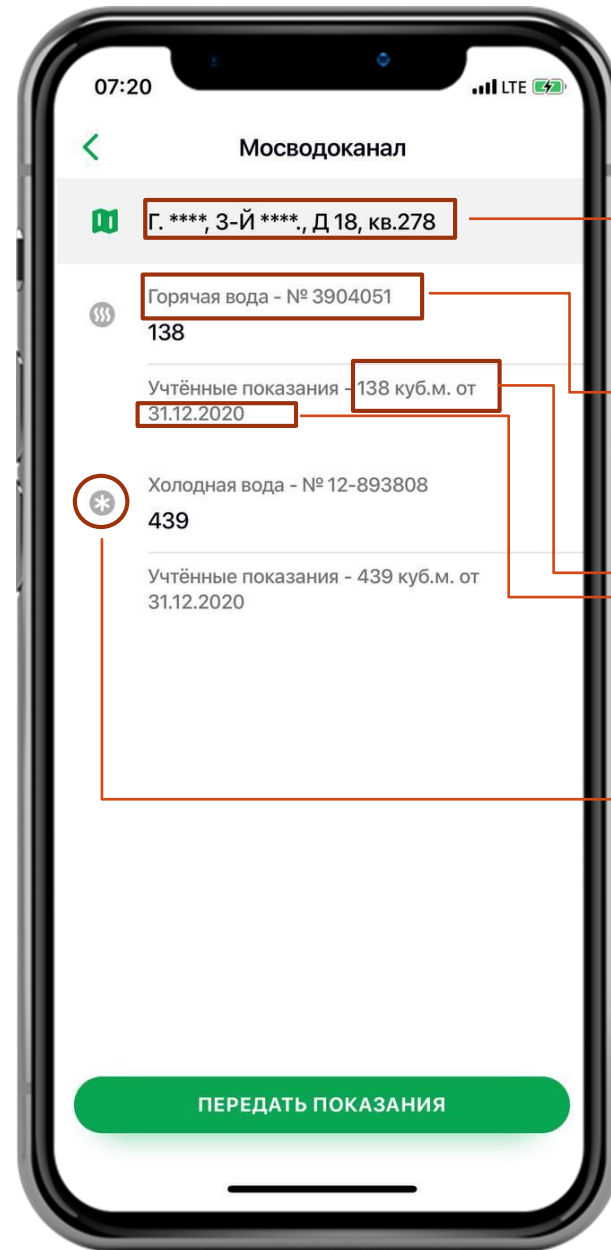 07:20 LTE
Мосводоканал
Г. ****, 3-Й ****., Д 18, кв.278
Горячая вода - № 3904051
138
Учтённые показания - 138 куб.м. от
31.12.2020
Холодная вода - № 12-893808
439
Учтённые показания - 439 куб.м. от
31.12.2020
ПЕРЕДАТЬ ПОКАЗАНИЯ